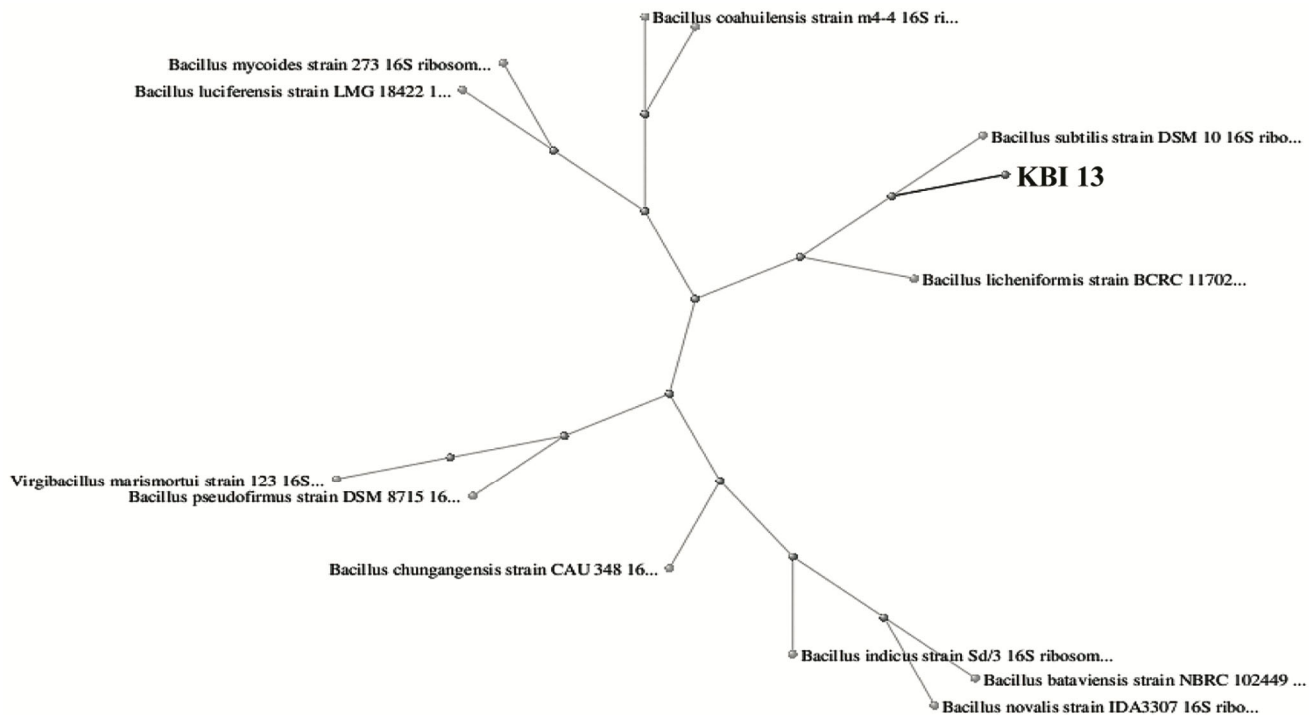 Bacillus coahuilensis strain m4-4 16S ri...
Bacillus mycoides strain 273 16S ribosom...
Bacillus luciferensis strain LMG 18422 1...
Bacillus subtilis strain DSM 10 16S ribo...
KBI 13
Bacillus licheniformis strain BCRC 11702...
Virgibacillus marismortui strain 123 16S...
Bacillus pseudofirmus strain DSM 8715 16...
Bacillus chungangensis strain CAU 348 16...
Bacillus indicus strain Sd/3 16S ribosom...
Bacillus bataviensis strain NBRC 102449 ...
Bacillus novalis strain IDA3307 16S ribo...